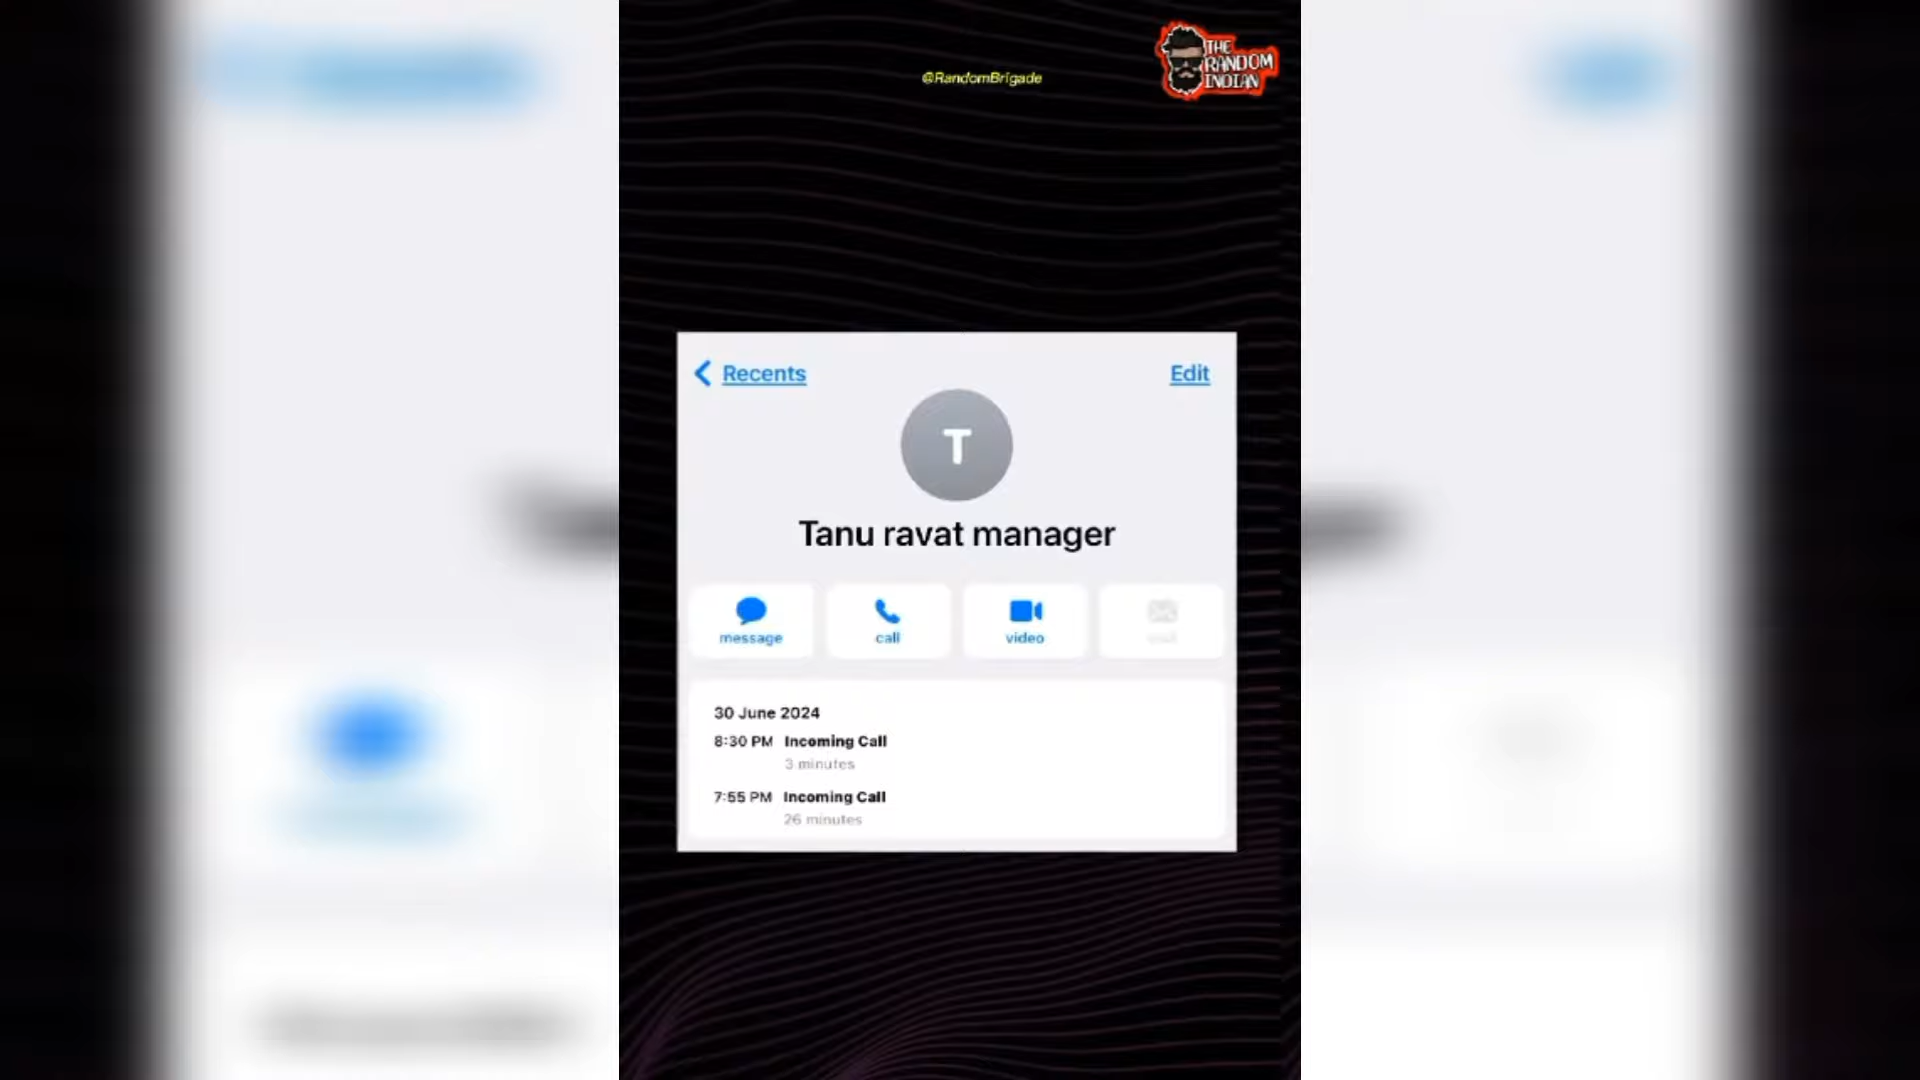 @RandomBrigade
THE
RANDOM
INDIAN
Recents
Edit
T
Tanu ravat manager
message
call
video
30 June 2024
8:30 PM Incoming Call
3 minutes
7:55 PM Incoming Call
26 minutes